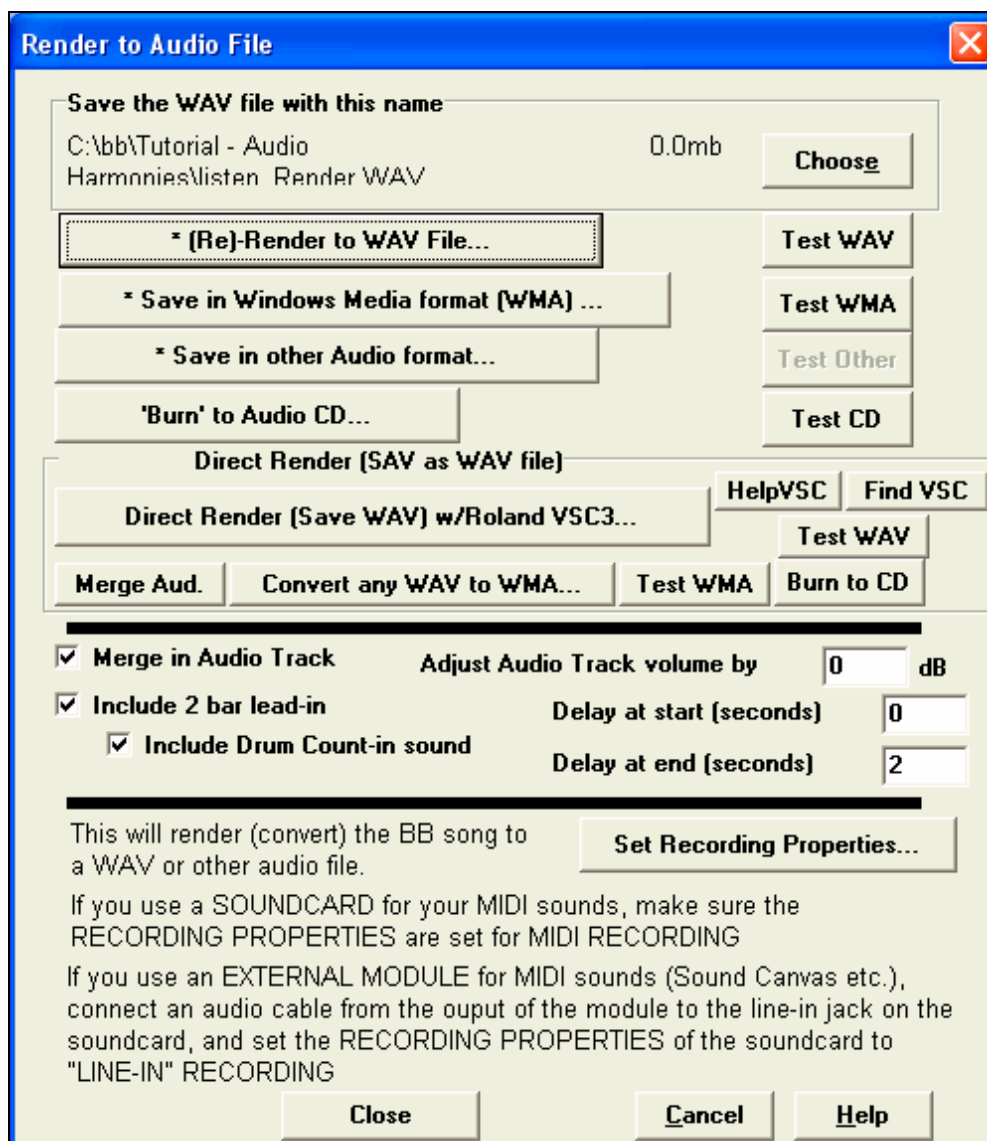 Render to Audio File
Save the WAV file with this name
C:\bb\Tutorial - Audio 0.0mb
Harmonies\listen_Render.WAV
Choose
* (Re)-Render to WAV File... Test WAV
* Save in Windows Media format (WMA) ... Test WMA
* Save in other Audio format... Test Other
'Burn' to Audio CD... Test CD
Direct Render (SAV as WAV file)
HelpVSC Find VSC
Direct Render (Save WAV) w/Roland VSC3...
Test WAV
Merge Aud. Convert any WAV to WMA... Test WMA Burn to CD
Merge in Audio Track Adjust Audio Track volume by 0 dB
Include 2 bar lead-in Delay at start (seconds) 0
Include Drum Count-in sound Delay at end (seconds) 2
This will render (convert) the BB song to
a WAV or other audio file.
Set Recording Properties...
If you use a SOUNDCARD for your MIDI sounds, make sure the
RECORDING PROPERTIES are set for MIDI RECORDING
If you use an EXTERNAL MODULE for MIDI sounds (Sound Canvas etc.),
connect an audio cable from the ouput of the module to the line-in jack on the
soundcard, and set the RECORDING PROPERTIES of the soundcard to
"LINE-IN" RECORDING
Close Cancel Help